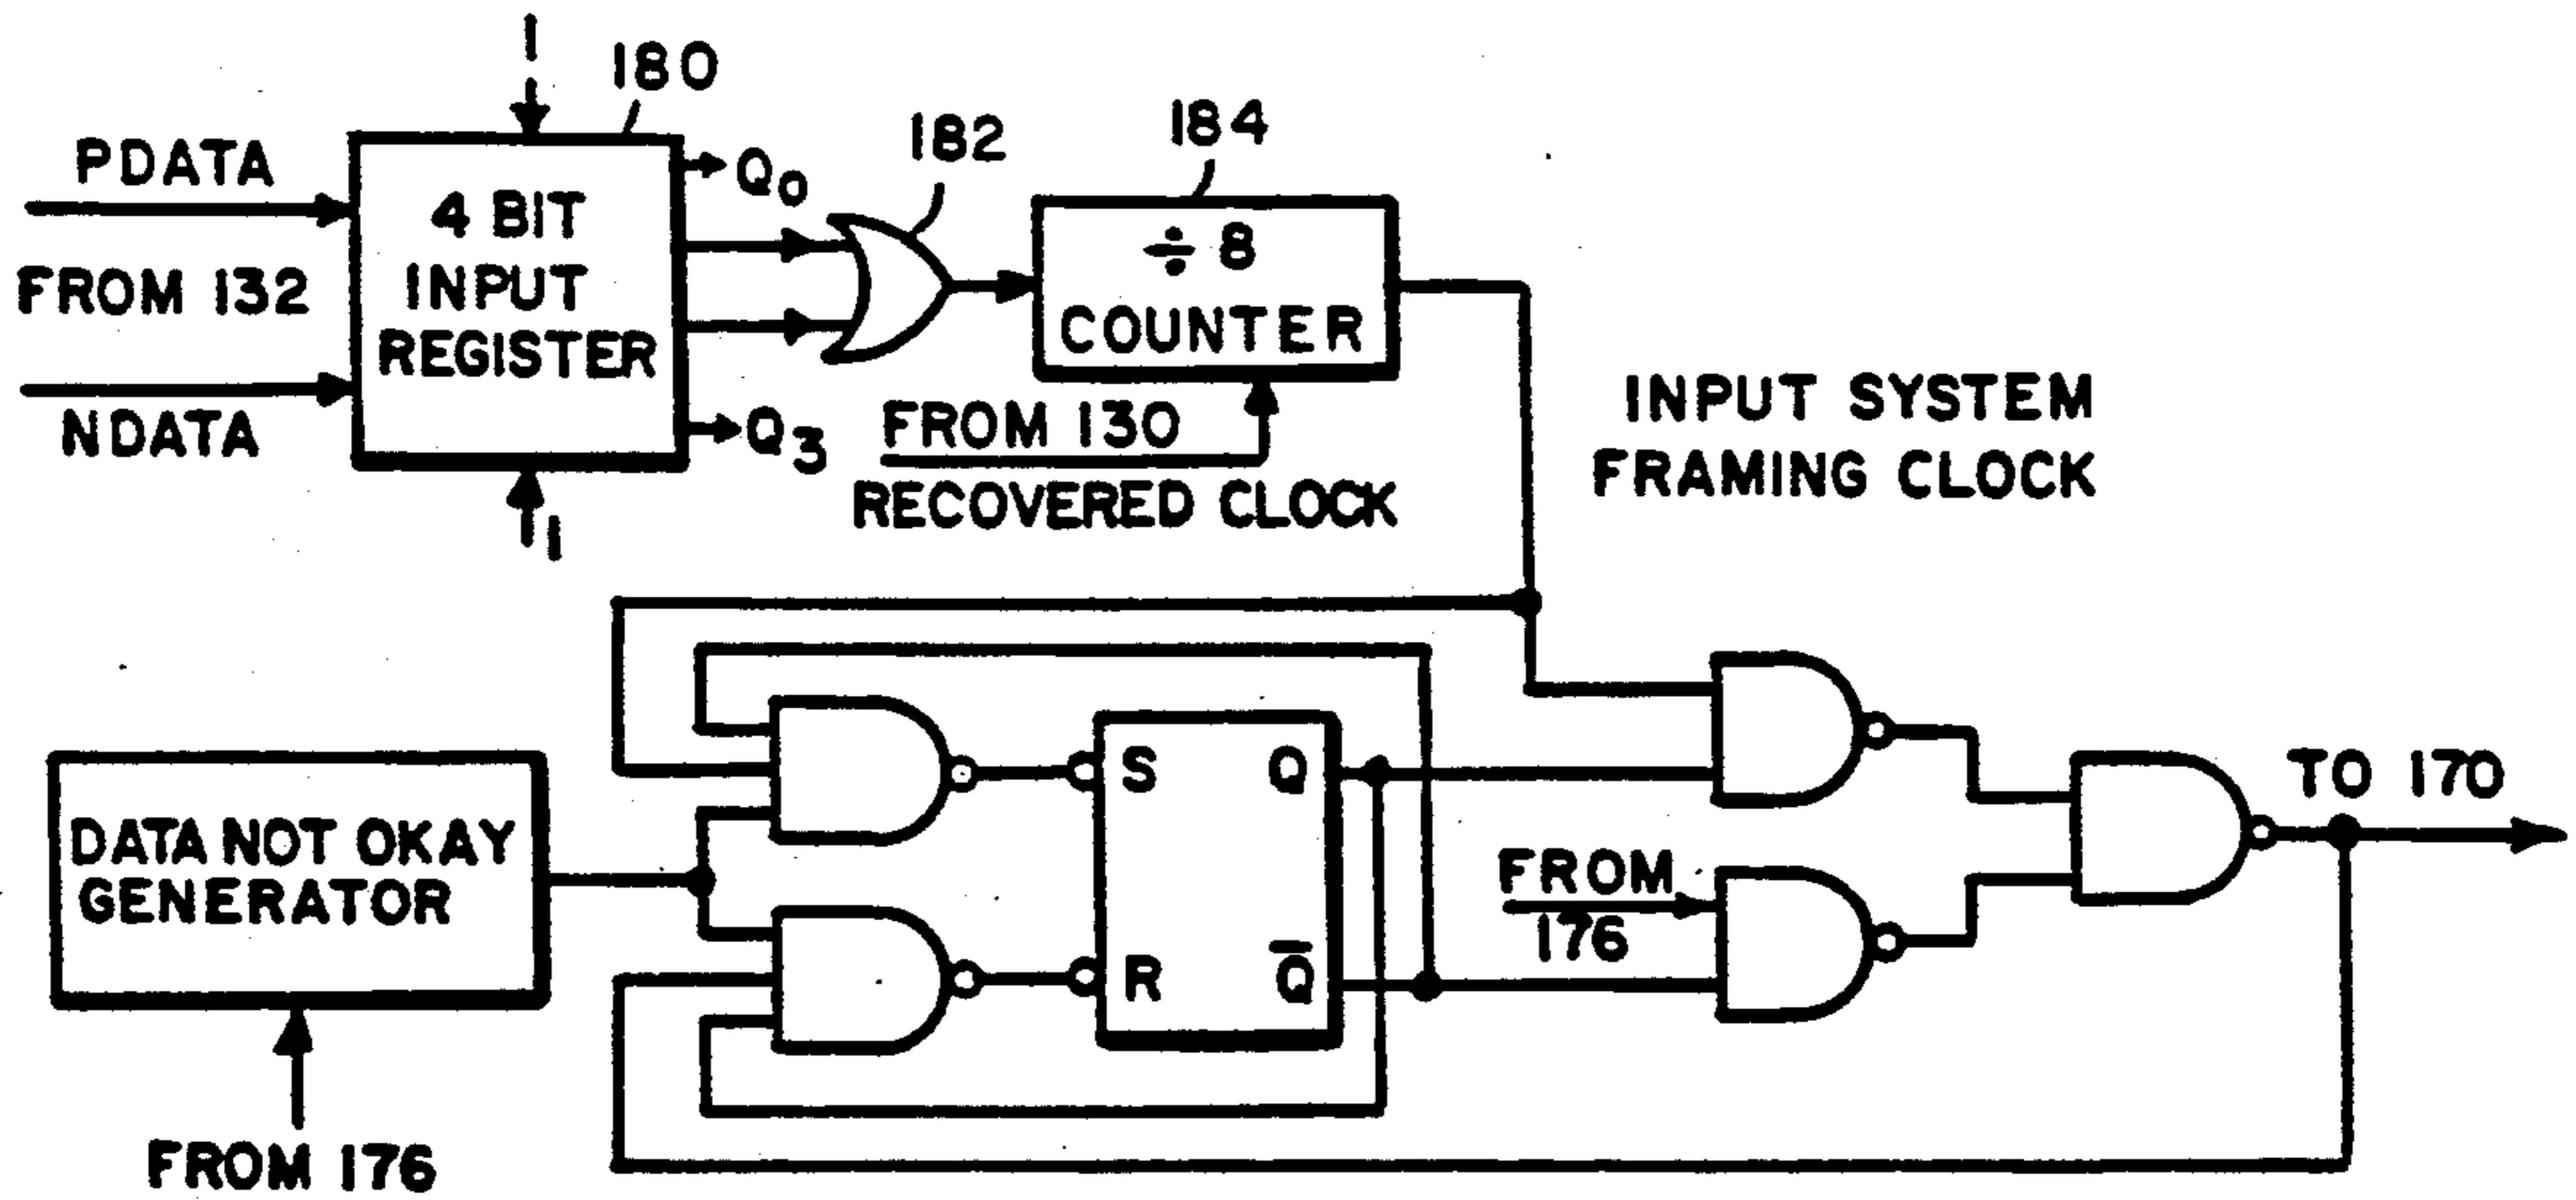 180
PDATA
FROM 132
NDATA
4 BIT
INPUT
REGISTER
1
Q0
Q3
182
184
÷ 8
COUNTER
FROM 130
RECOVERED CLOCK
INPUT SYSTEM
FRAMING CLOCK
DATA NOT OKAY
GENERATOR
FROM 176
S
Q
R
Q̅
FROM
176
TO 170